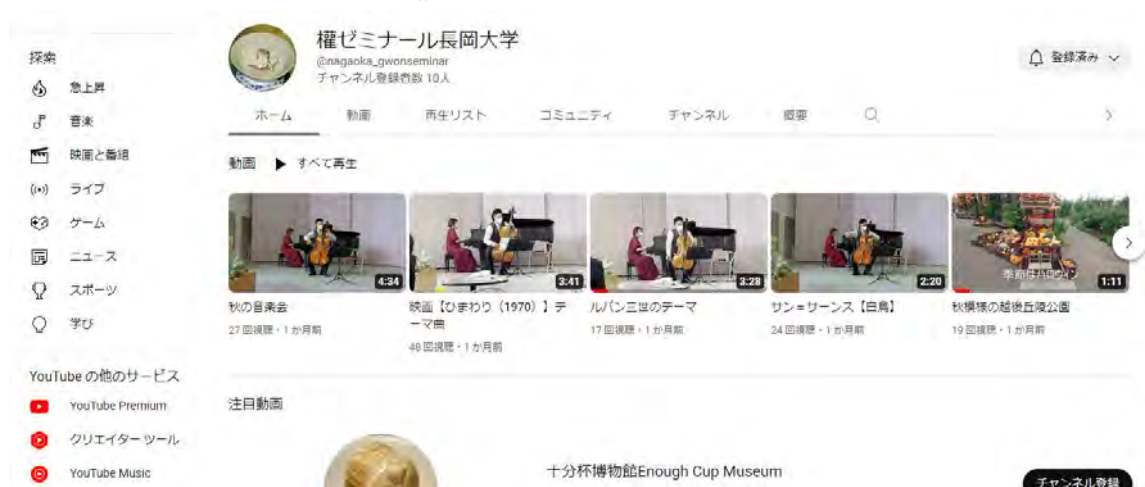 探索
急上昇
音楽
映画と番組
ライブ
ゲーム
ニュース
スポーツ
学び
YouTube の他のサービス
YouTube Premium
クリエイター ツール
YouTube Music
權ゼミナール長岡大学
@nagaoka_gwonseminar
チャンネル登録者数 10人
登録済み
ホーム 動画 再生リスト コミュニティ チャンネル 概要
動画 ▶ すべて再生
4:34
秋の音楽会
27 回視聴・1 か月前
3:41
映画【ひまわり(1970)】テ
ーマ曲
48 回視聴・1 か月前
3:28
ルパン三世のテーマ
17 回視聴・1 か月前
2:20
サン=サーンス【白鳥】
24 回視聴・1 か月前
季節はハロウィン
1:11
秋模様の越後丘陵公園
19 回視聴・1 か月前
注目動画
十分杯博物館Enough Cup Museum
チャンネル登録